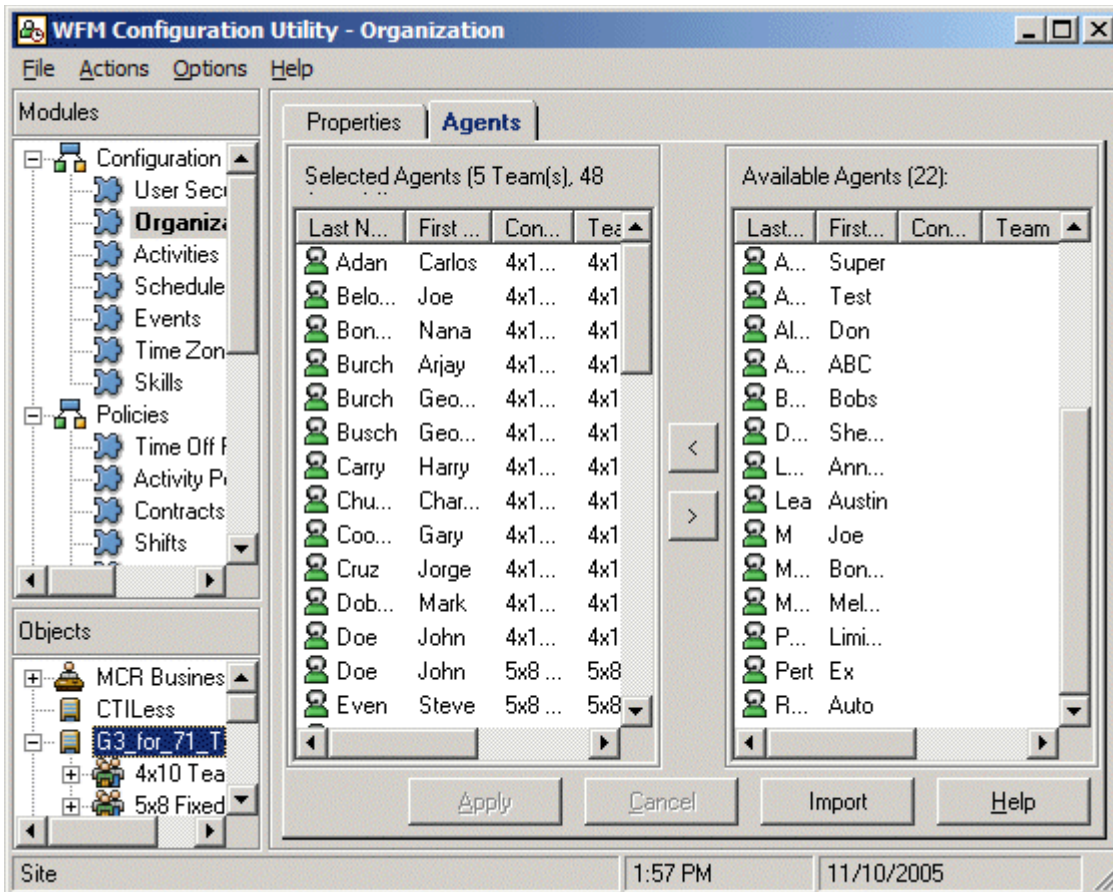 WFM Configuration Utility - Organization
File Actions Options Help
Modules
Configuration
User Secu
Organiza
Activities
Schedule
Events
Time Zon
Skills
Policies
Time Off F
Activity Po
Contracts
Shifts
Objects
MCR Busines
CTILess
G3_for_71_T
4x10 Tea
5x8 Fixed
Properties Agents
Selected Agents (5 Team(s), 48
Last N... First ... Con... Tea
Adan Carlos 4x1... 4x1
Belo... Joe 4x1... 4x1
Bon... Nana 4x1... 4x1
Burch Arjay 4x1... 4x1
Burch Geo... 4x1... 4x1
Busch Geo... 4x1... 4x1
Carry Harry 4x1... 4x1
Chu... Char... 4x1... 4x1
Coo... Gary 4x1... 4x1
Cruz Jorge 4x1... 4x1
Dob... Mark 4x1... 4x1
Doe John 4x1... 4x1
Doe John 5x8 ... 5x8
Even Steve 5x8 ... 5x8
<
>
Available Agents (22):
Last... First... Con... Team
A... Super
A... Test
Al... Don
A... ABC
B... Bobs
D... She...
L... Ann...
Lea Austin
M Joe
M... Bon...
M... Mel...
P... Limi...
Pert Ex
R... Auto
Apply Cancel Import Help
Site 1:57 PM 11/10/2005